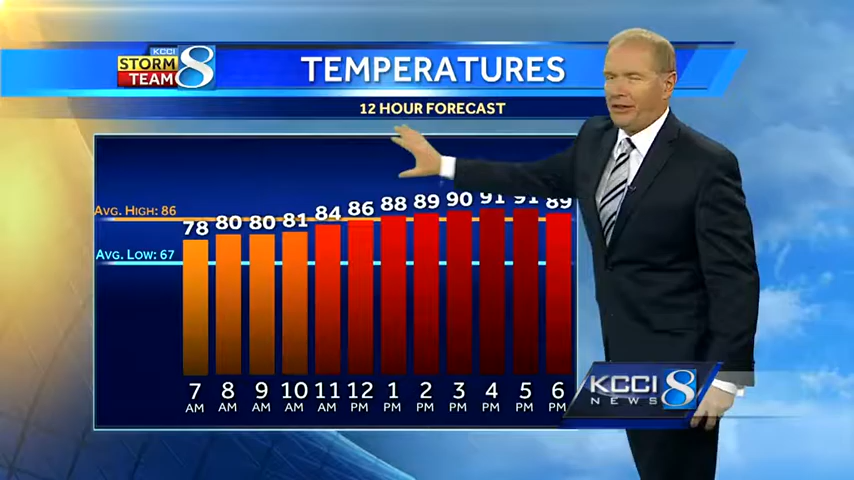 KCCI
STORM
TEAM 8
TEMPERATURES
12 HOUR FORECAST
AVG. HIGH: 86
AVG. LOW: 67
78 80 80 81 84 86 88 89 90 91 91 89
7 8 9 10 11 12 1 2 3 4 5 6
AM AM AM AM AM PM PM PM PM PM PM PM
KCCI 8
NEWS